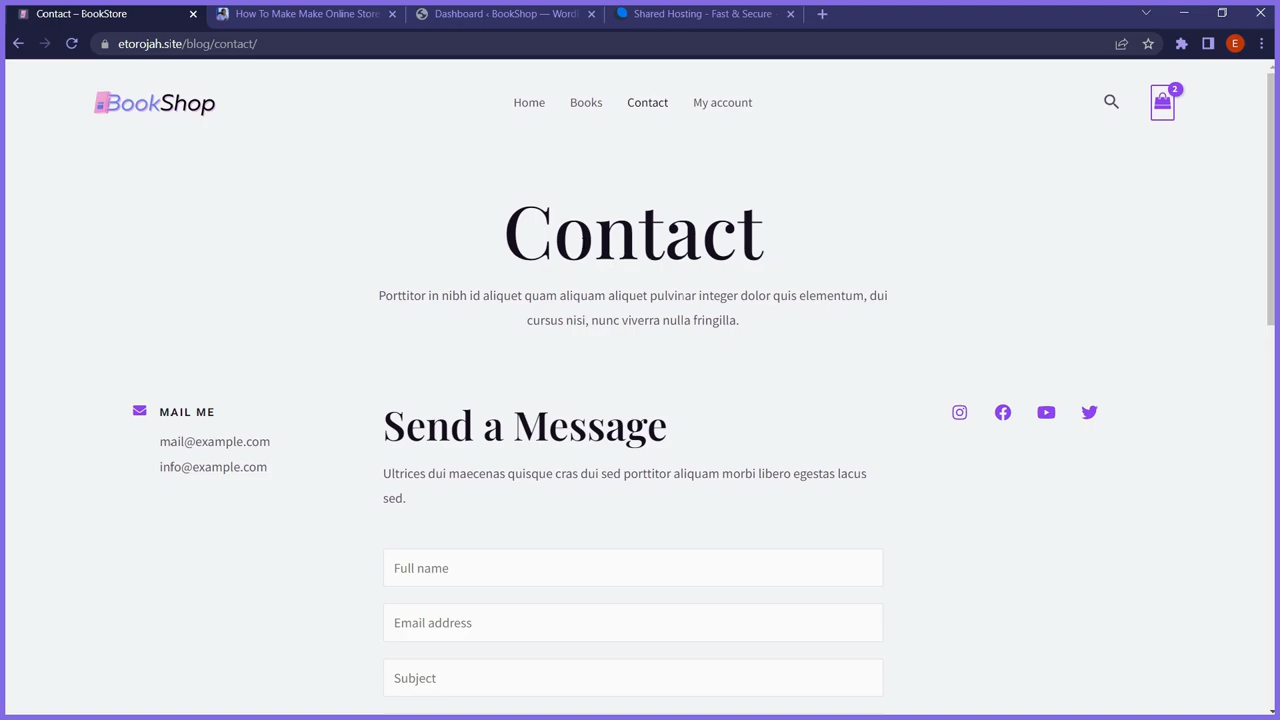 Contact – BookStore
How To Make Make Online Store
Dashboard ‹ BookShop — Word
Shared Hosting - Fast & Secure
etorojah.site/blog/contact/
E
BookShop
Home
Books
Contact
My account
2
Contact
Porttitor in nibh id aliquet quam aliquam aliquet pulvinar integer dolor quis elementum, dui
cursus nisi, nunc viverra nulla fringilla.
MAIL ME
mail@example.com
info@example.com
Send a Message
Ultrices dui maecenas quisque cras dui sed porttitor aliquam morbi libero egestas lacus
sed.
Full name
Email address
Subject